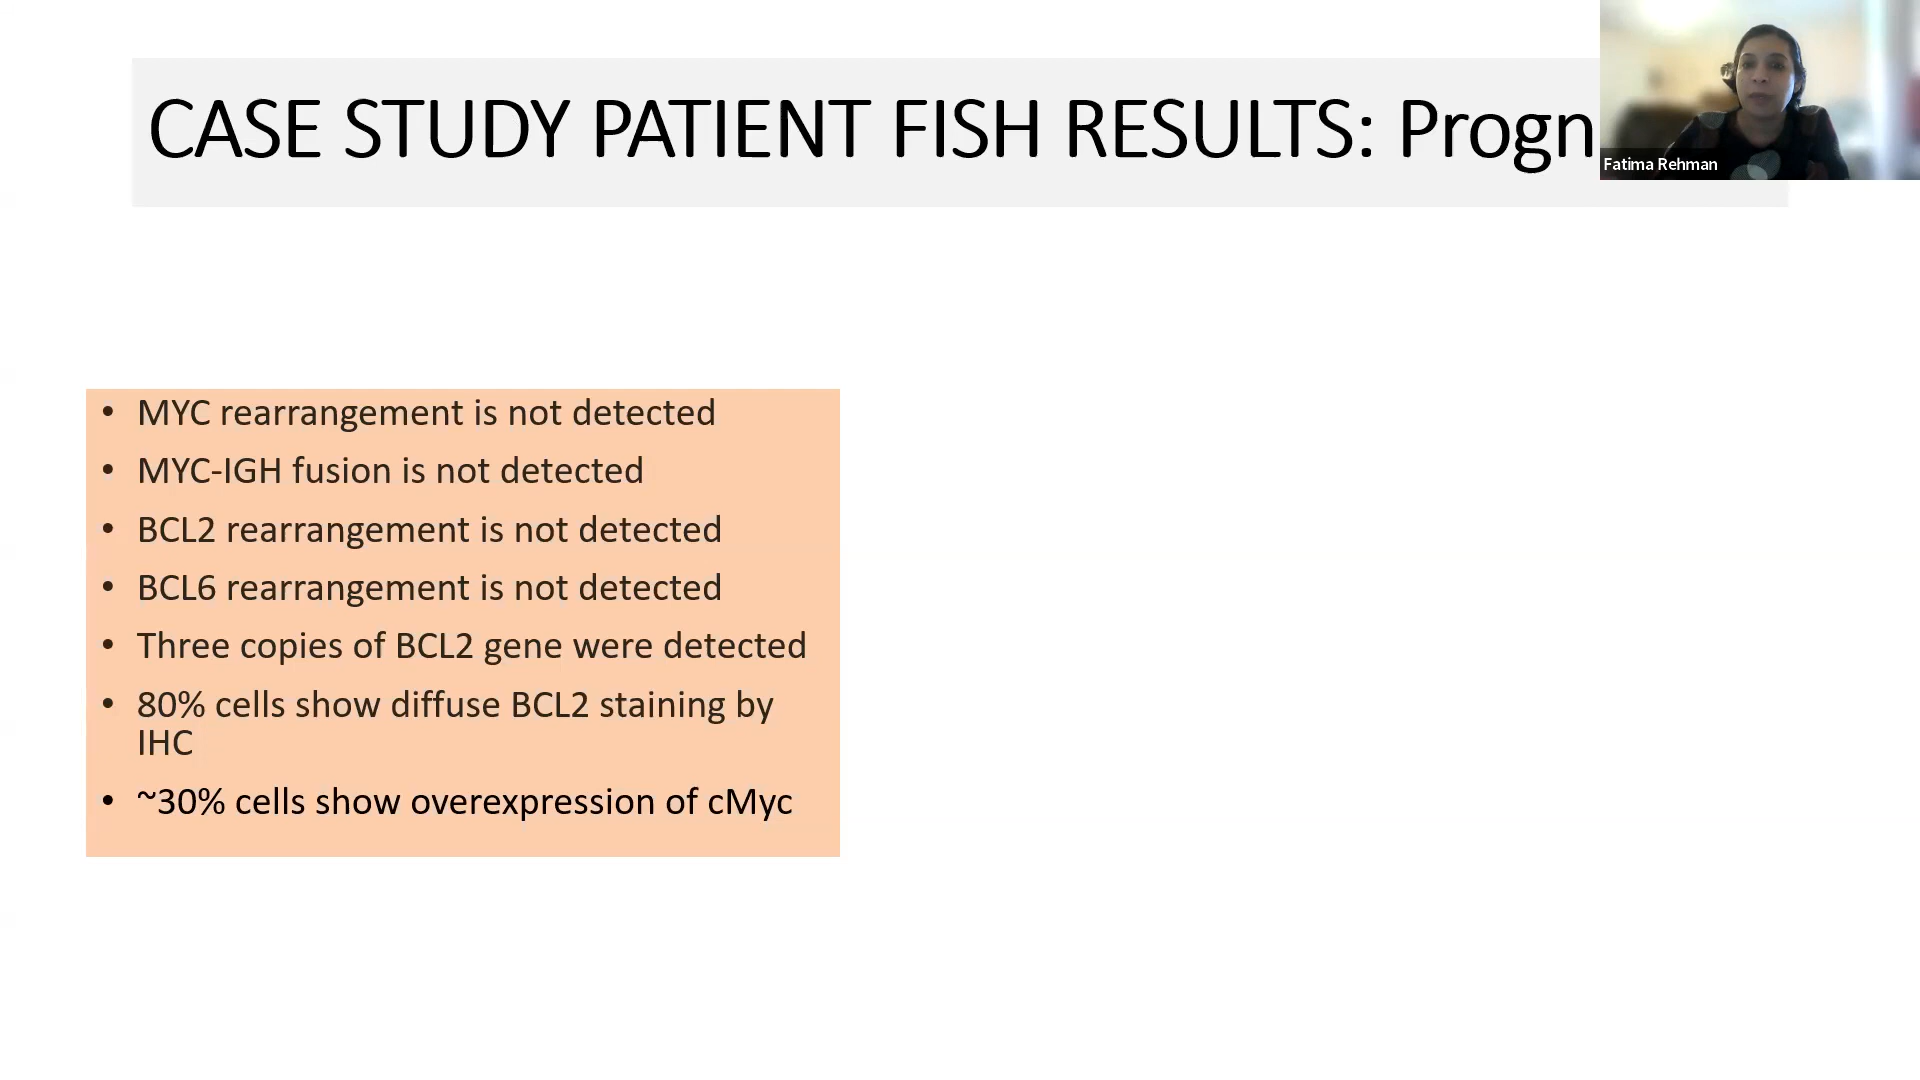 CASE STUDY PATIENT FISH RESULTS: Progn
Fatima Rehman
• MYC rearrangement is not detected
• MYC-IGH fusion is not detected
• BCL2 rearrangement is not detected
• BCL6 rearrangement is not detected
• Three copies of BCL2 gene were detected
• 80% cells show diffuse BCL2 staining by
IHC
• ~30% cells show overexpression of cMyc